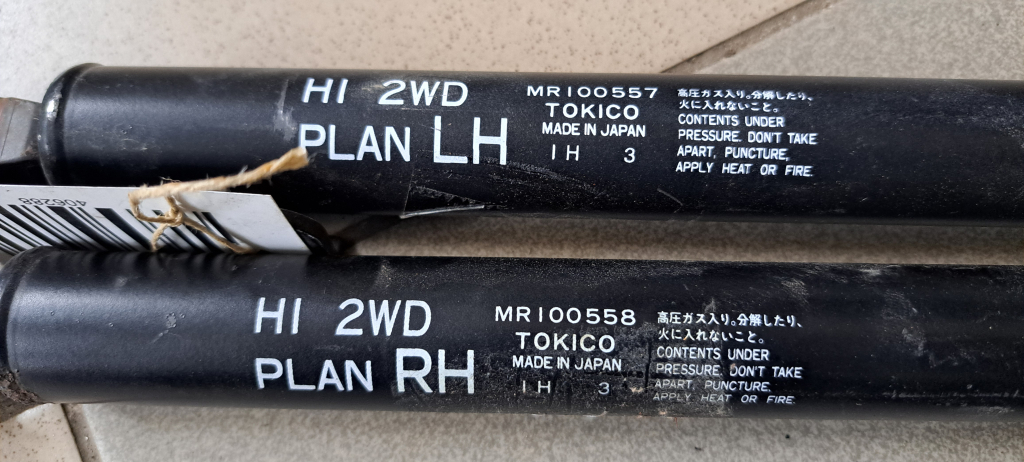 HI 2WD
PLAN LH
MR100557
TOKICO
MADE IN JAPAN
IH 3
高圧ガス入り。分解したり、
火に入れないこと。
CONTENTS UNDER
PRESSURE. DON'T TAKE
APART, PUNCTURE,
APPLY HEAT OR FIRE.
406288
HI 2WD
PLAN RH
MR100558
TOKICO
MADE IN JAPAN
IH 3
高圧ガス入り。分解したり、
火に入れないこと。
CONTENTS UNDER
PRESSURE. DON'T TAKE
APART, PUNCTURE,
APPLY HEAT OR FIRE.